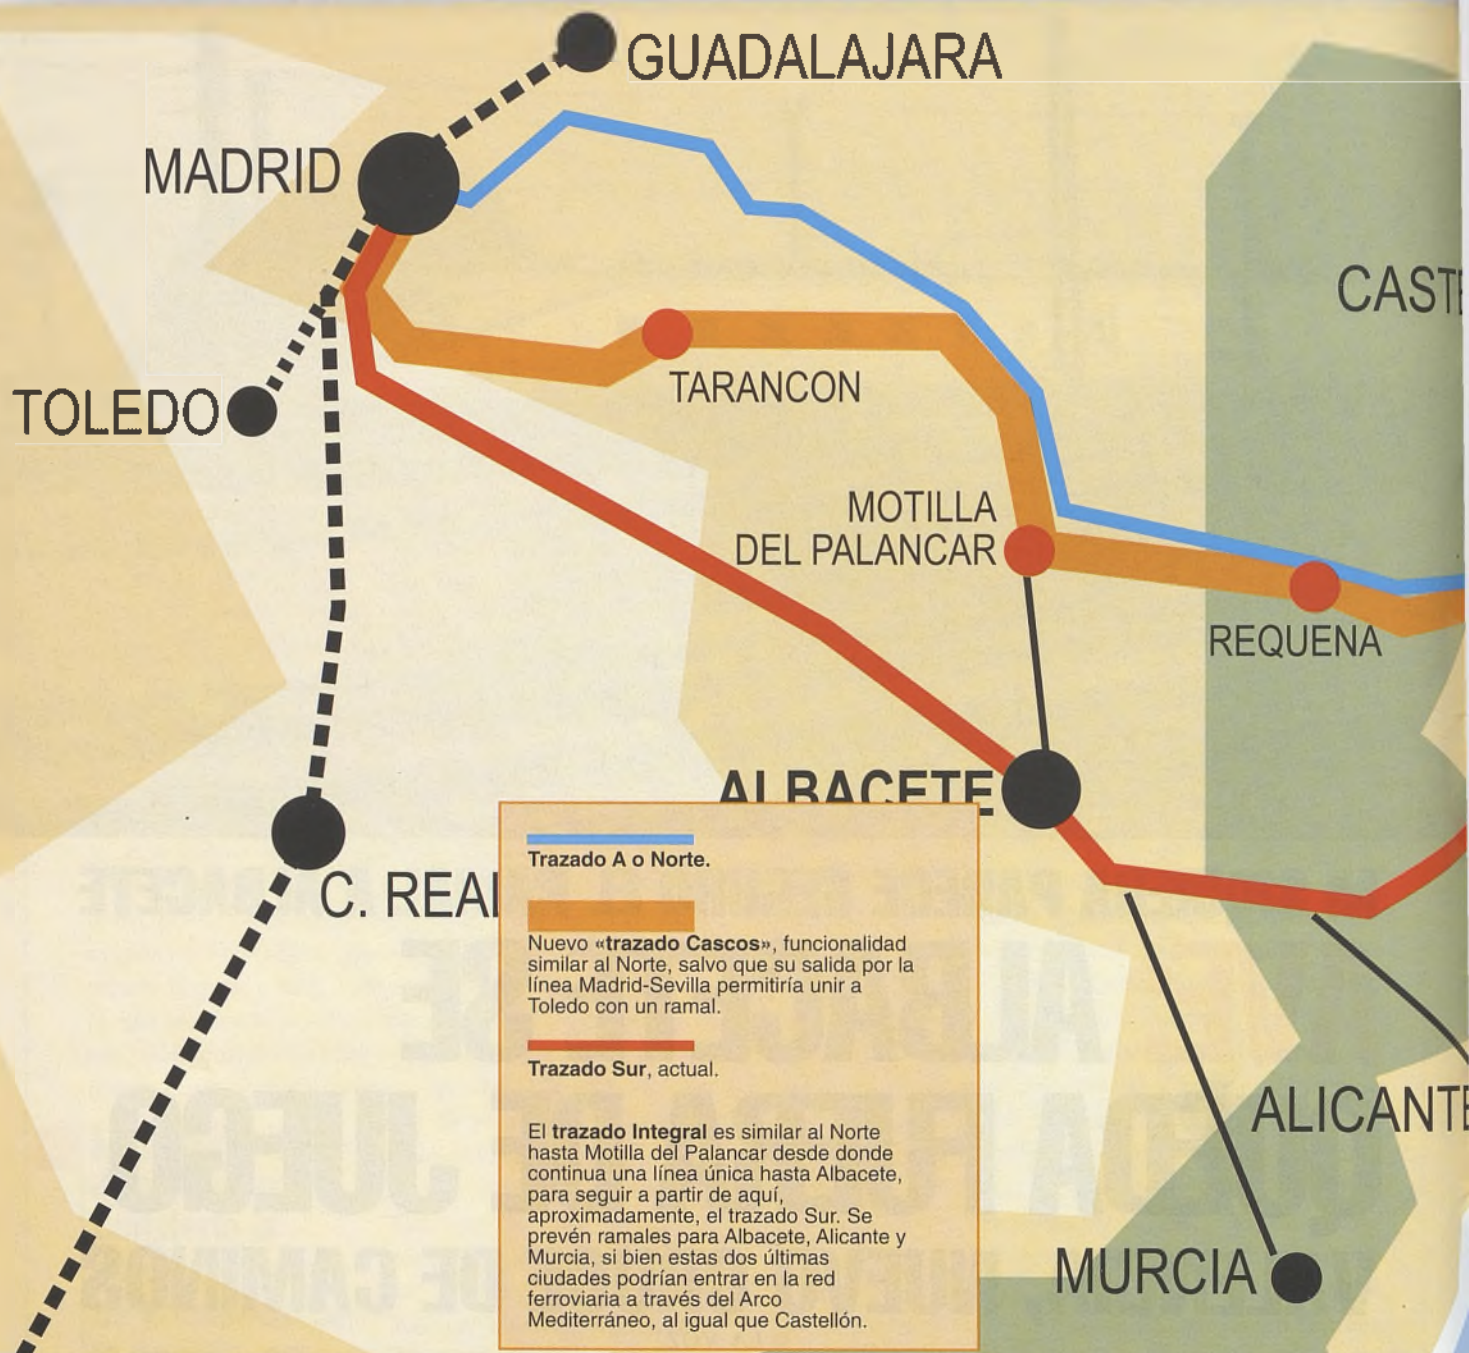 GUADALAJARA
MADRID
TOLEDO
TARANCON
MOTILLA
DEL PALANCAR
REQUENA
ALBACETE
C. REAL
Trazado A o Norte.
Nuevo «trazado Cascos», funcionalidad
similar al Norte, salvo que su salida por la
línea Madrid-Sevilla permitiría unir a
Toledo con un ramal.
Trazado Sur, actual.
El trazado Integral es similar al Norte
hasta Motilla del Palancar desde donde
continua una línea única hasta Albacete,
para seguir a partir de aquí,
aproximadamente, el trazado Sur. Se
prevén ramales para Albacete, Alicante y
Murcia, si bien estas dos últimas
ciudades podrían entrar en la red
ferroviaria a través del Arco
Mediterráneo, al igual que Castellón.
ALICANTE
MURCIA